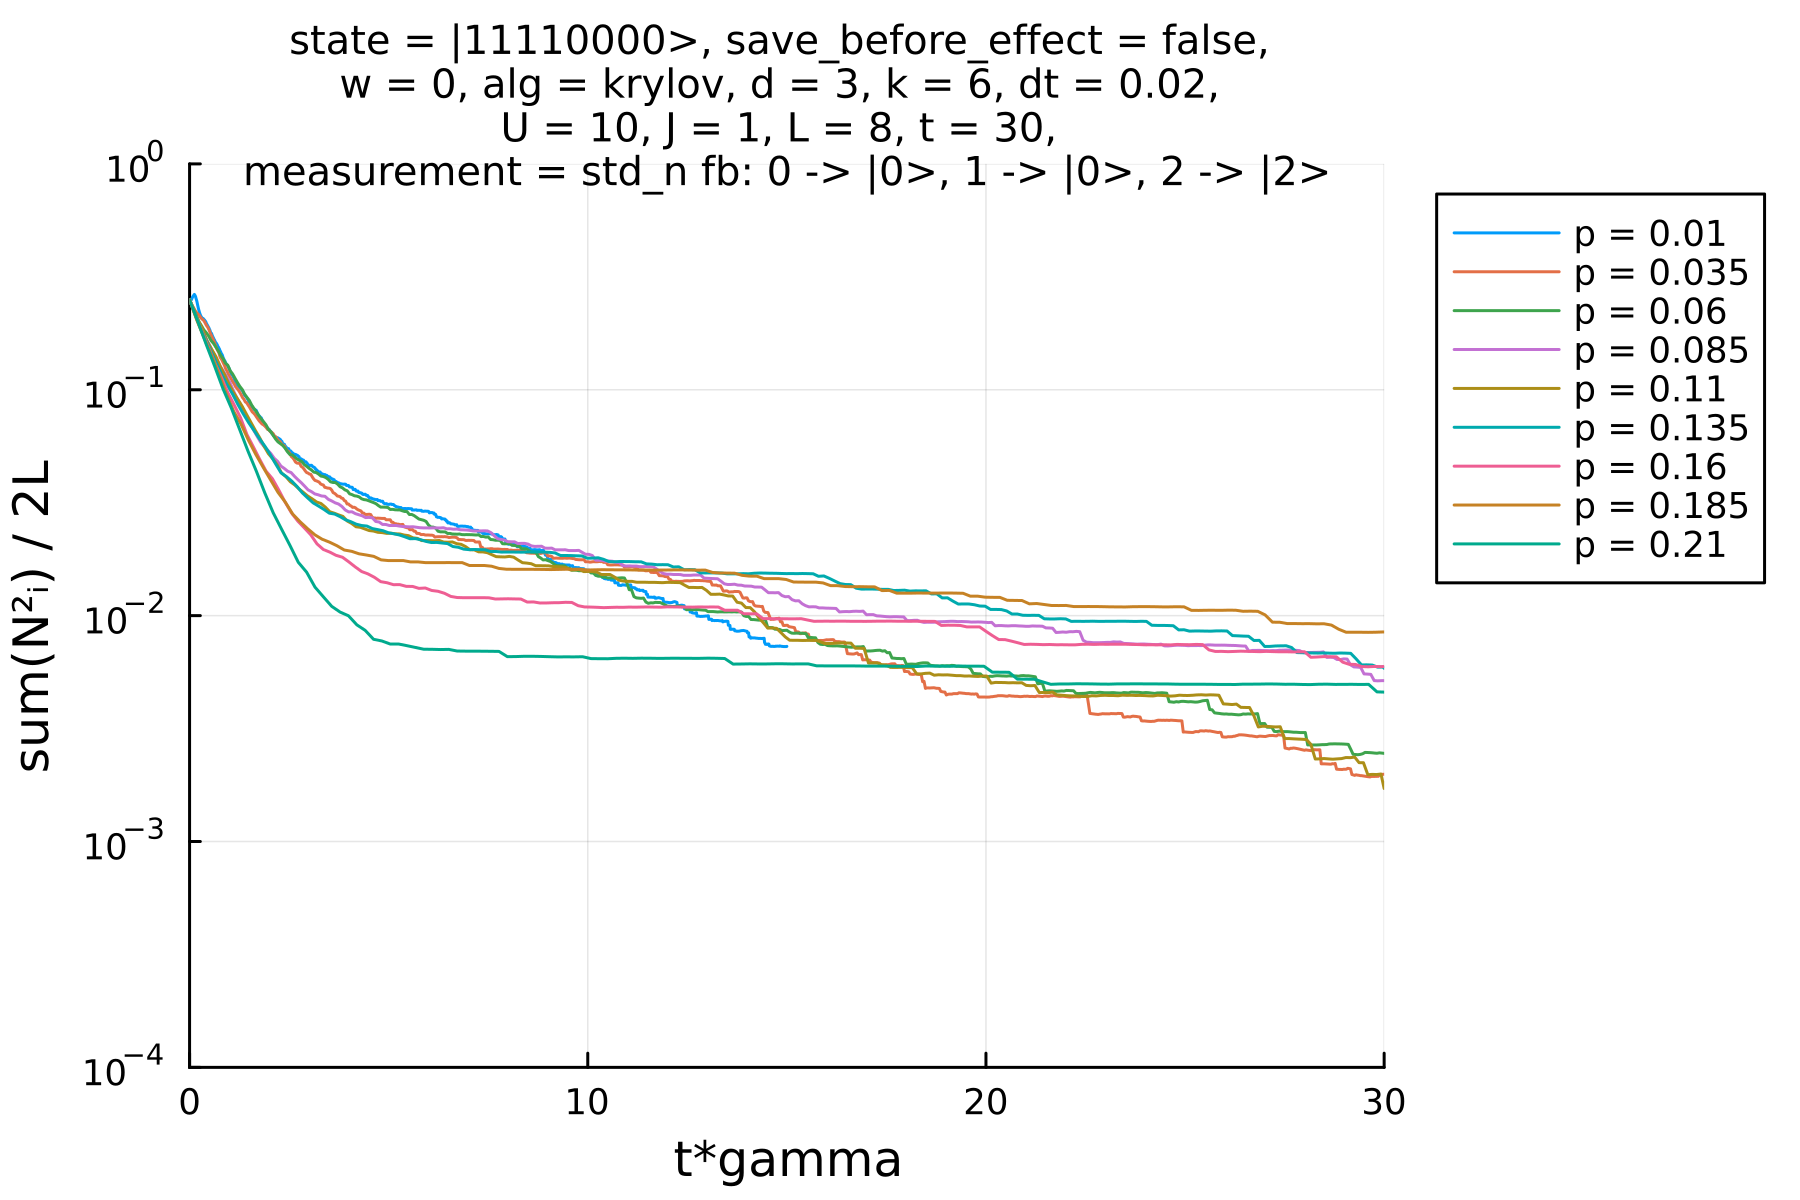 state = |11110000>, save_before_effect = false,
w = 0, alg = krylov, d = 3, k = 6, dt = 0.02,
U = 10, J = 1, L = 8, t = 30,
measurement = std_n fb: 0 -> |0>, 1 -> |0>, 2 -> |2>
10⁰
10⁻¹
10⁻²
10⁻³
10⁻⁴
sum(N²ᵢ) / 2L
0
10
20
30
t*gamma
p = 0.01
p = 0.035
p = 0.06
p = 0.085
p = 0.11
p = 0.135
p = 0.16
p = 0.185
p = 0.21